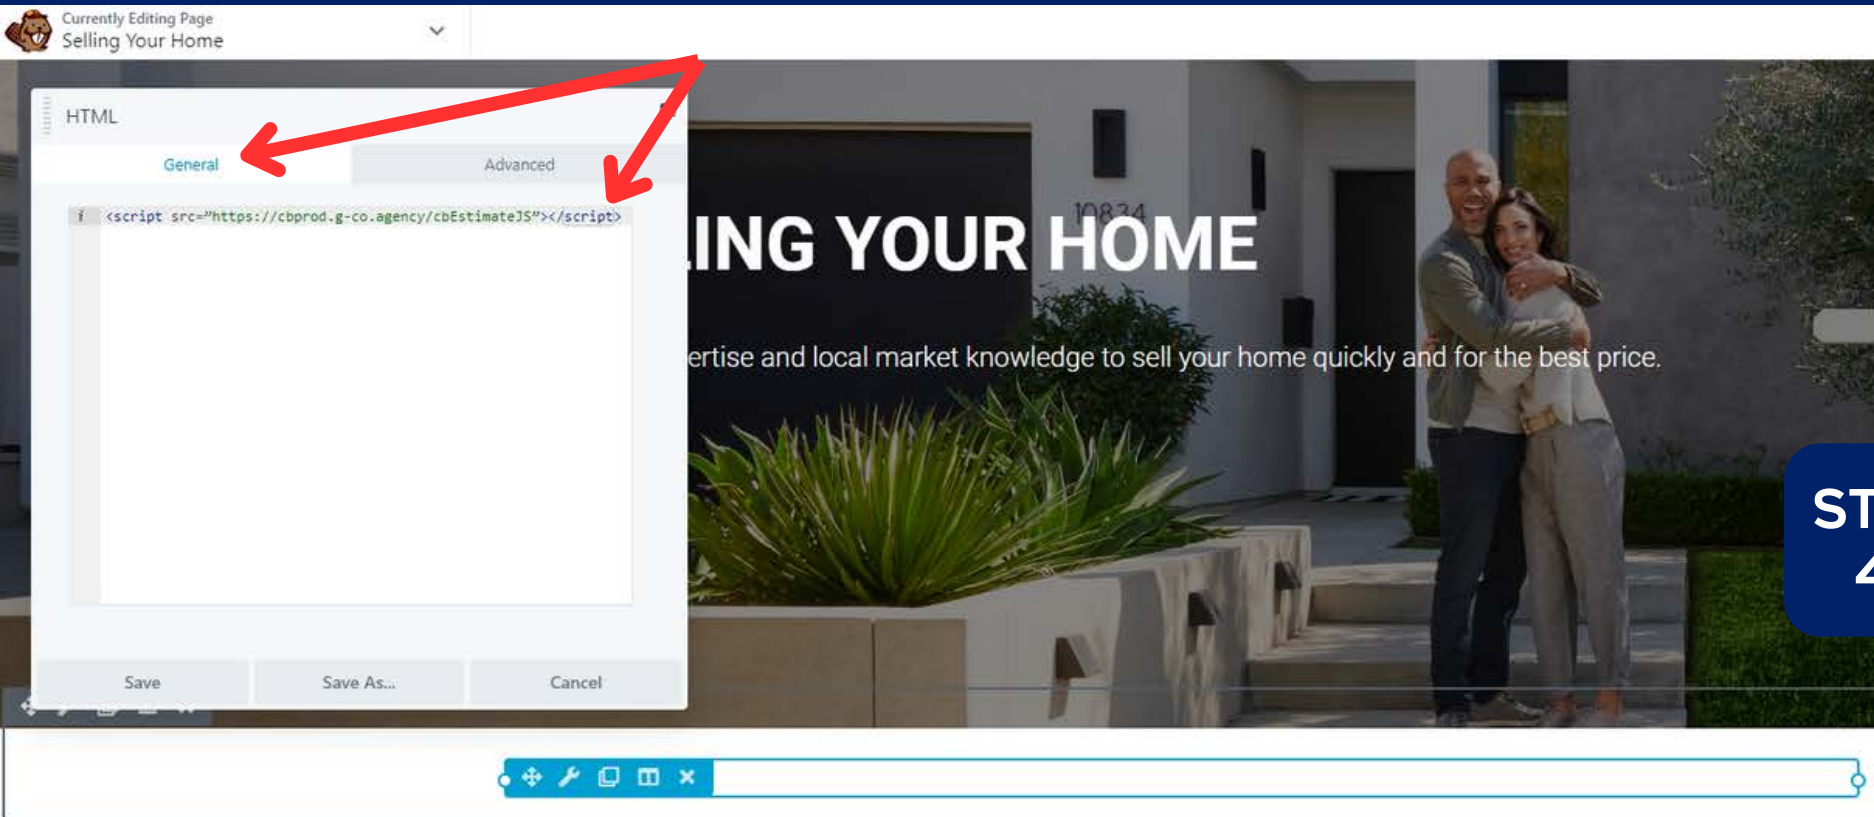 Currently Editing Page
Selling Your Home
HTML
General
Advanced
i <script src="https://cbprod.g-co.agency/cbEstimateJS"></script>
10834
ING YOUR HOME
ertise and local market knowledge to sell your home quickly and for the best price.
ST
4
Save
Save As...
Cancel